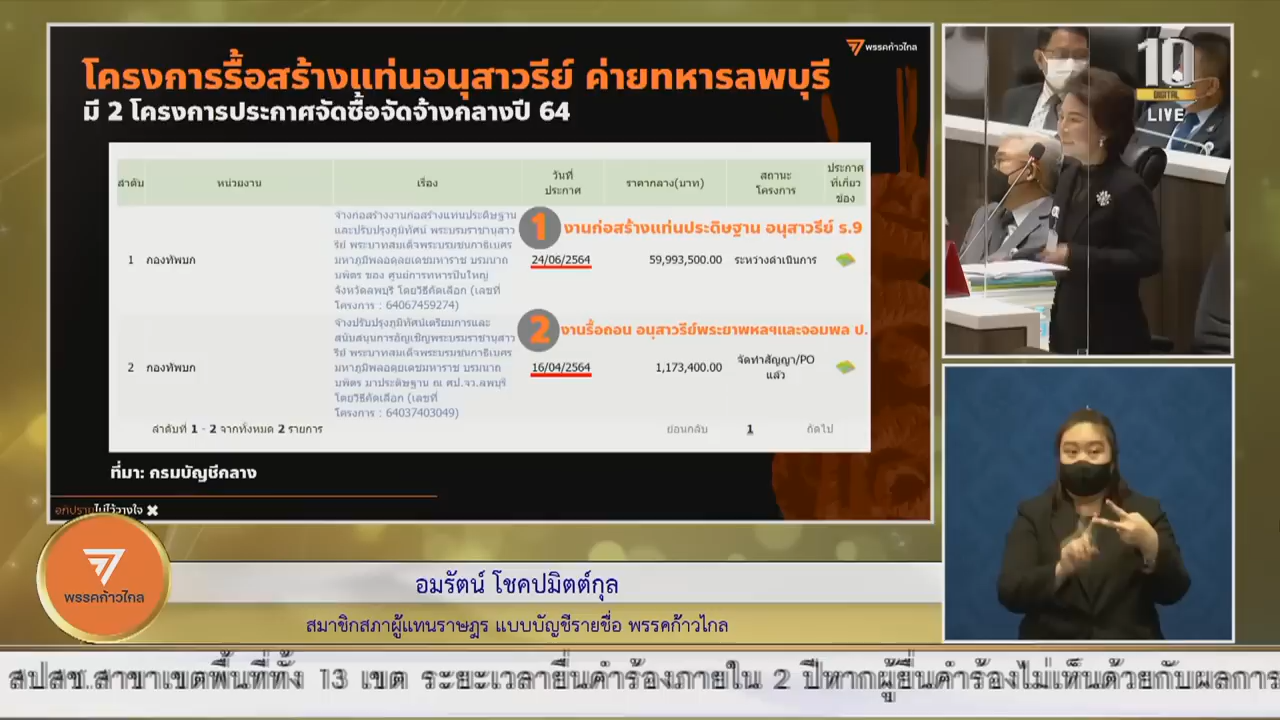 พรรคก้าวไกล
โครงการรื้อสร้างแท่นอนุสาวรีย์ ค่ายทหารลพบุรี
มี 2 โครงการประกาศจัดซื้อจัดจ้างกลางปี 64
ลำดับ หน่วยงาน เรื่อง วันที่ประกาศ ราคากลาง(บาท) สถานะโครงการ ประกาศที่เกี่ยวข้อง
จ้างก่อสร้างงานก่อสร้างแท่นประดิษฐาน
และปรับปรุงภูมิทัศน์ พระบรมราชานุสาว
รีย์ พระบาทสมเด็จพระบรมชนกาธิเบศร
มหาภูมิพลอดุลยเดชมหาราช บรมนาถ
บพิตร ของ ศูนย์การทหารปืนใหญ่
จังหวัดลพบุรี โดยวิธีคัดเลือก (เลขที่
โครงการ : 64067459274)
1 งานก่อสร้างแท่นประดิษฐาน อนุสาวรีย์ ร.9
1 กองทัพบก 24/06/2564 59,993,500.00 ระหว่างดำเนินการ
จ้างปรับปรุงภูมิทัศน์เตรียมการและ
สนับสนุนการอัญเชิญพระบรมราชานุสาว
รีย์ พระบาทสมเด็จพระบรมชนกาธิเบศร
มหาภูมิพลอดุลยเดชมหาราช บรมนาถ
บพิตร มาประดิษฐาน ณ ศป.จว.ลพบุรี
โดยวิธีคัดเลือก (เลขที่
โครงการ : 64037403049)
2 งานรื้อถอน อนุสาวรีย์พระยาพหลฯและจอมพล ป.
2 กองทัพบก 16/04/2564 1,173,400.00 จัดทำสัญญา/PO แล้ว
ลำดับที่ 1 - 2 จากทั้งหมด 2 รายการ ย้อนกลับ 1 ถัดไป
ที่มา: กรมบัญชีกลาง
อภิปรายไม่ไว้วางใจ
10
DIGITAL
LIVE
พรรคก้าวไกล
อมรัตน์ โชคปมิตต์กุล
สมาชิกสภาผู้แทนราษฎร แบบบัญชีรายชื่อ พรรคก้าวไกล
สปสช.สาขาเขตพื้นที่ทั้ง 13 เขต ระยะเวลายื่นคำร้องภายใน 2 ปีหากผู้ยื่นคำร้องไม่เห็นด้วยกับผลการ